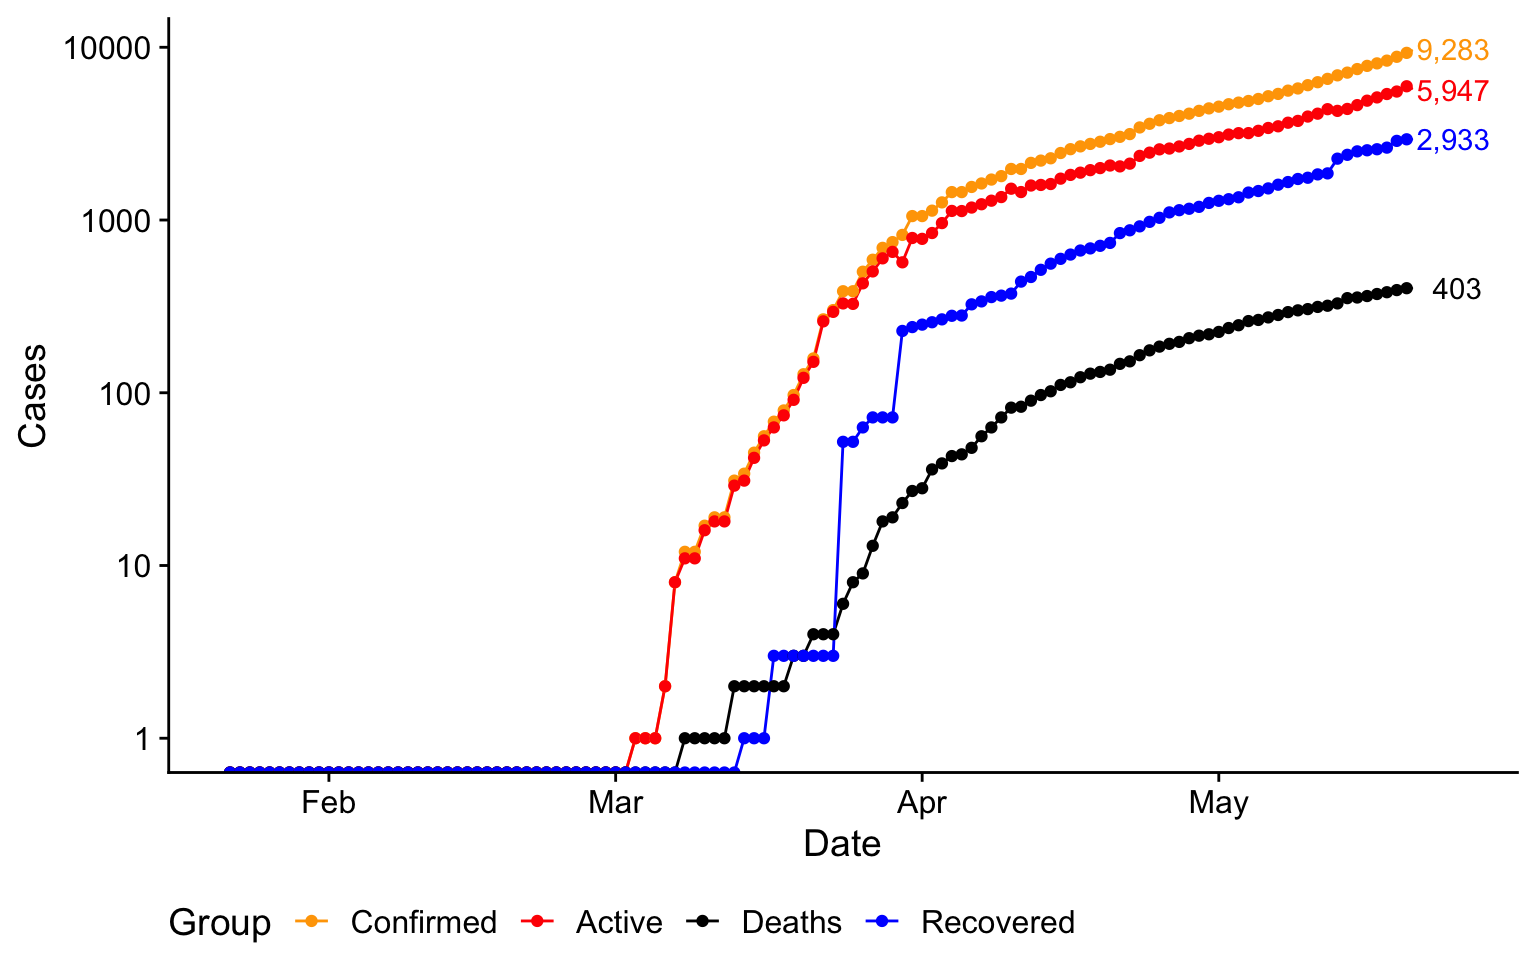 10000
1000
100
10
1
Cases
9,283
5,947
2,933
403
Feb Mar Apr May
Date
Group Confirmed Active Deaths Recovered